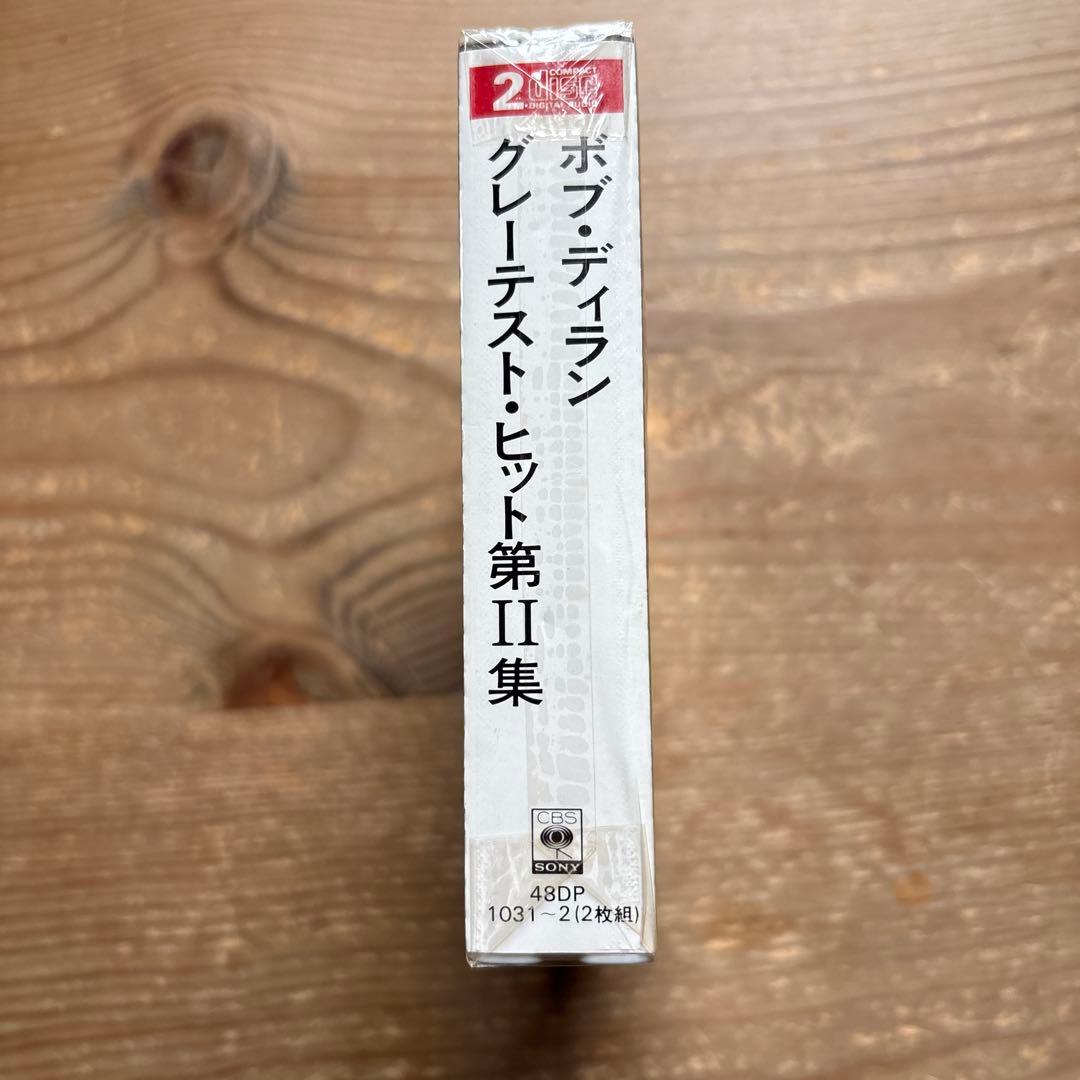 2
COMPACT
disc
DIGITAL AUDIO
ボブ・ディラン
グレーテスト・ヒット第II集
CBS
SONY
48DP
1031～2(2枚組)